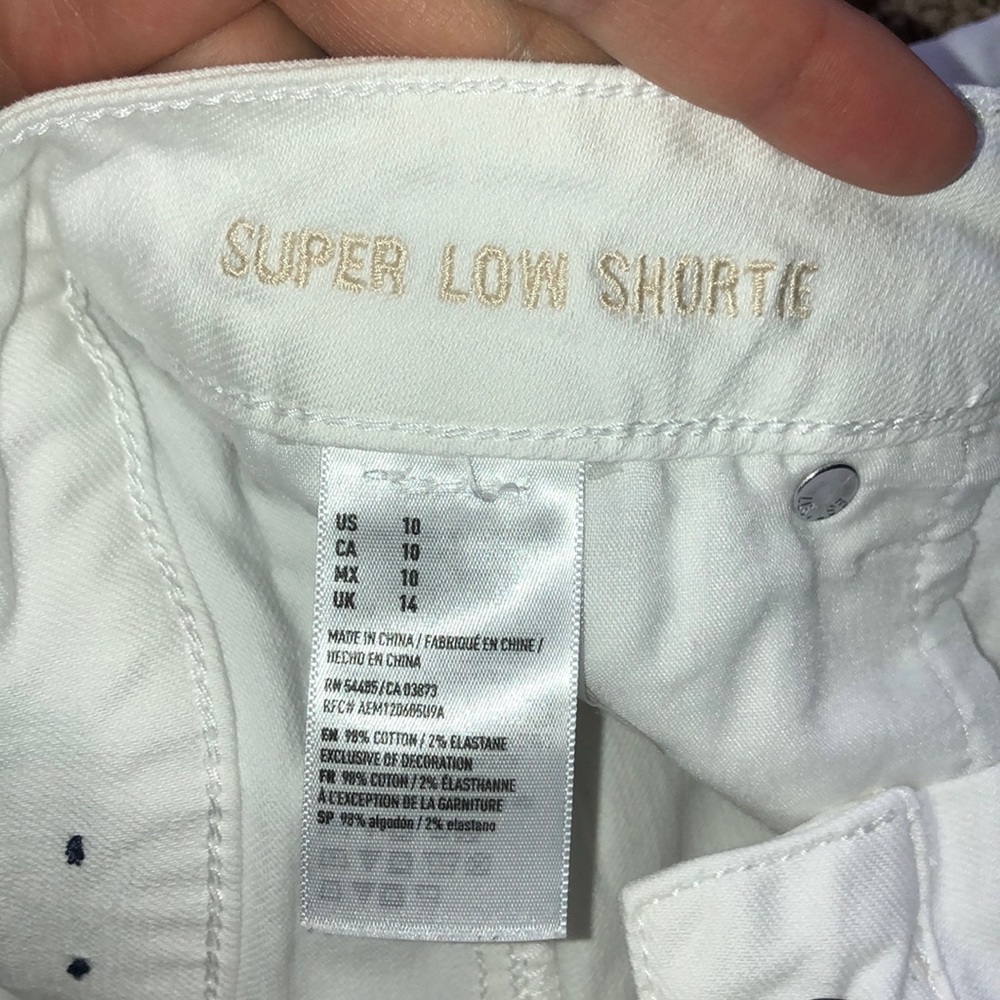 SUPER LOW SHORTIE
US 10
CA 10
MX 10
UK 14
MADE IN CHINA / FABRIQUÉ EN CHINE /
HECHO EN CHINA
RN 54485/CA 03873
RFC# AEM120685U9A
EN 98% COTTON / 2% ELASTANE
EXCLUSIVE OF DECORATION
FR 98% COTON / 2% ÉLASTHANNE
À L'EXCEPTION DE LA GARNITURE
SP 98% algodón / 2% elastano